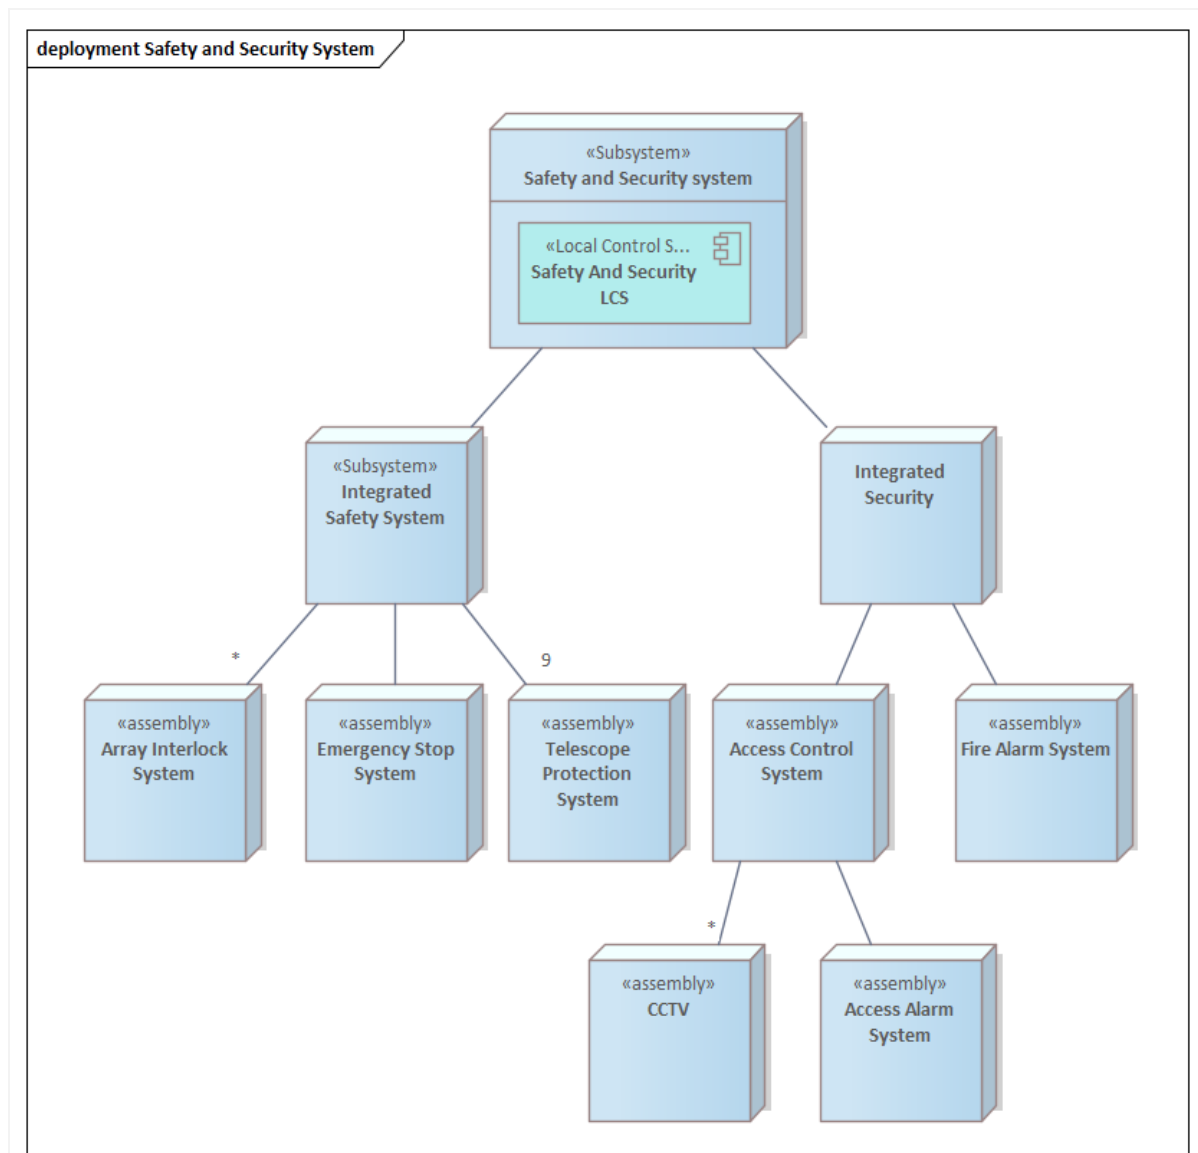 deployment Safety and Security System
«Subsystem»
Safety and Security system
«Local Control S...
Safety And Security
LCS
«Subsystem»
Integrated
Safety System
Integrated
Security
*
9
«assembly»
Array Interlock
System
«assembly»
Emergency Stop
System
«assembly»
Telescope
Protection
System
«assembly»
Access Control
System
«assembly»
Fire Alarm System
*
«assembly»
CCTV
«assembly»
Access Alarm
System